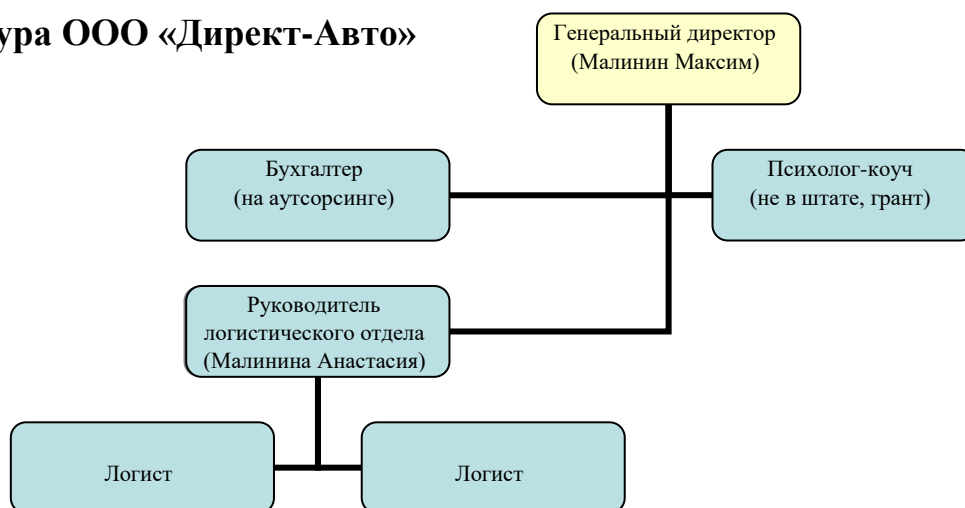 ООО «Директ-Авто»
Генеральный директор
(Малинин Максим)
Бухгалтер
(на аутсорсинге)
Психолог-коуч
(не в штате, грант)
Руководитель
логистического отдела
(Малинина Анастасия)
Логист
Логист